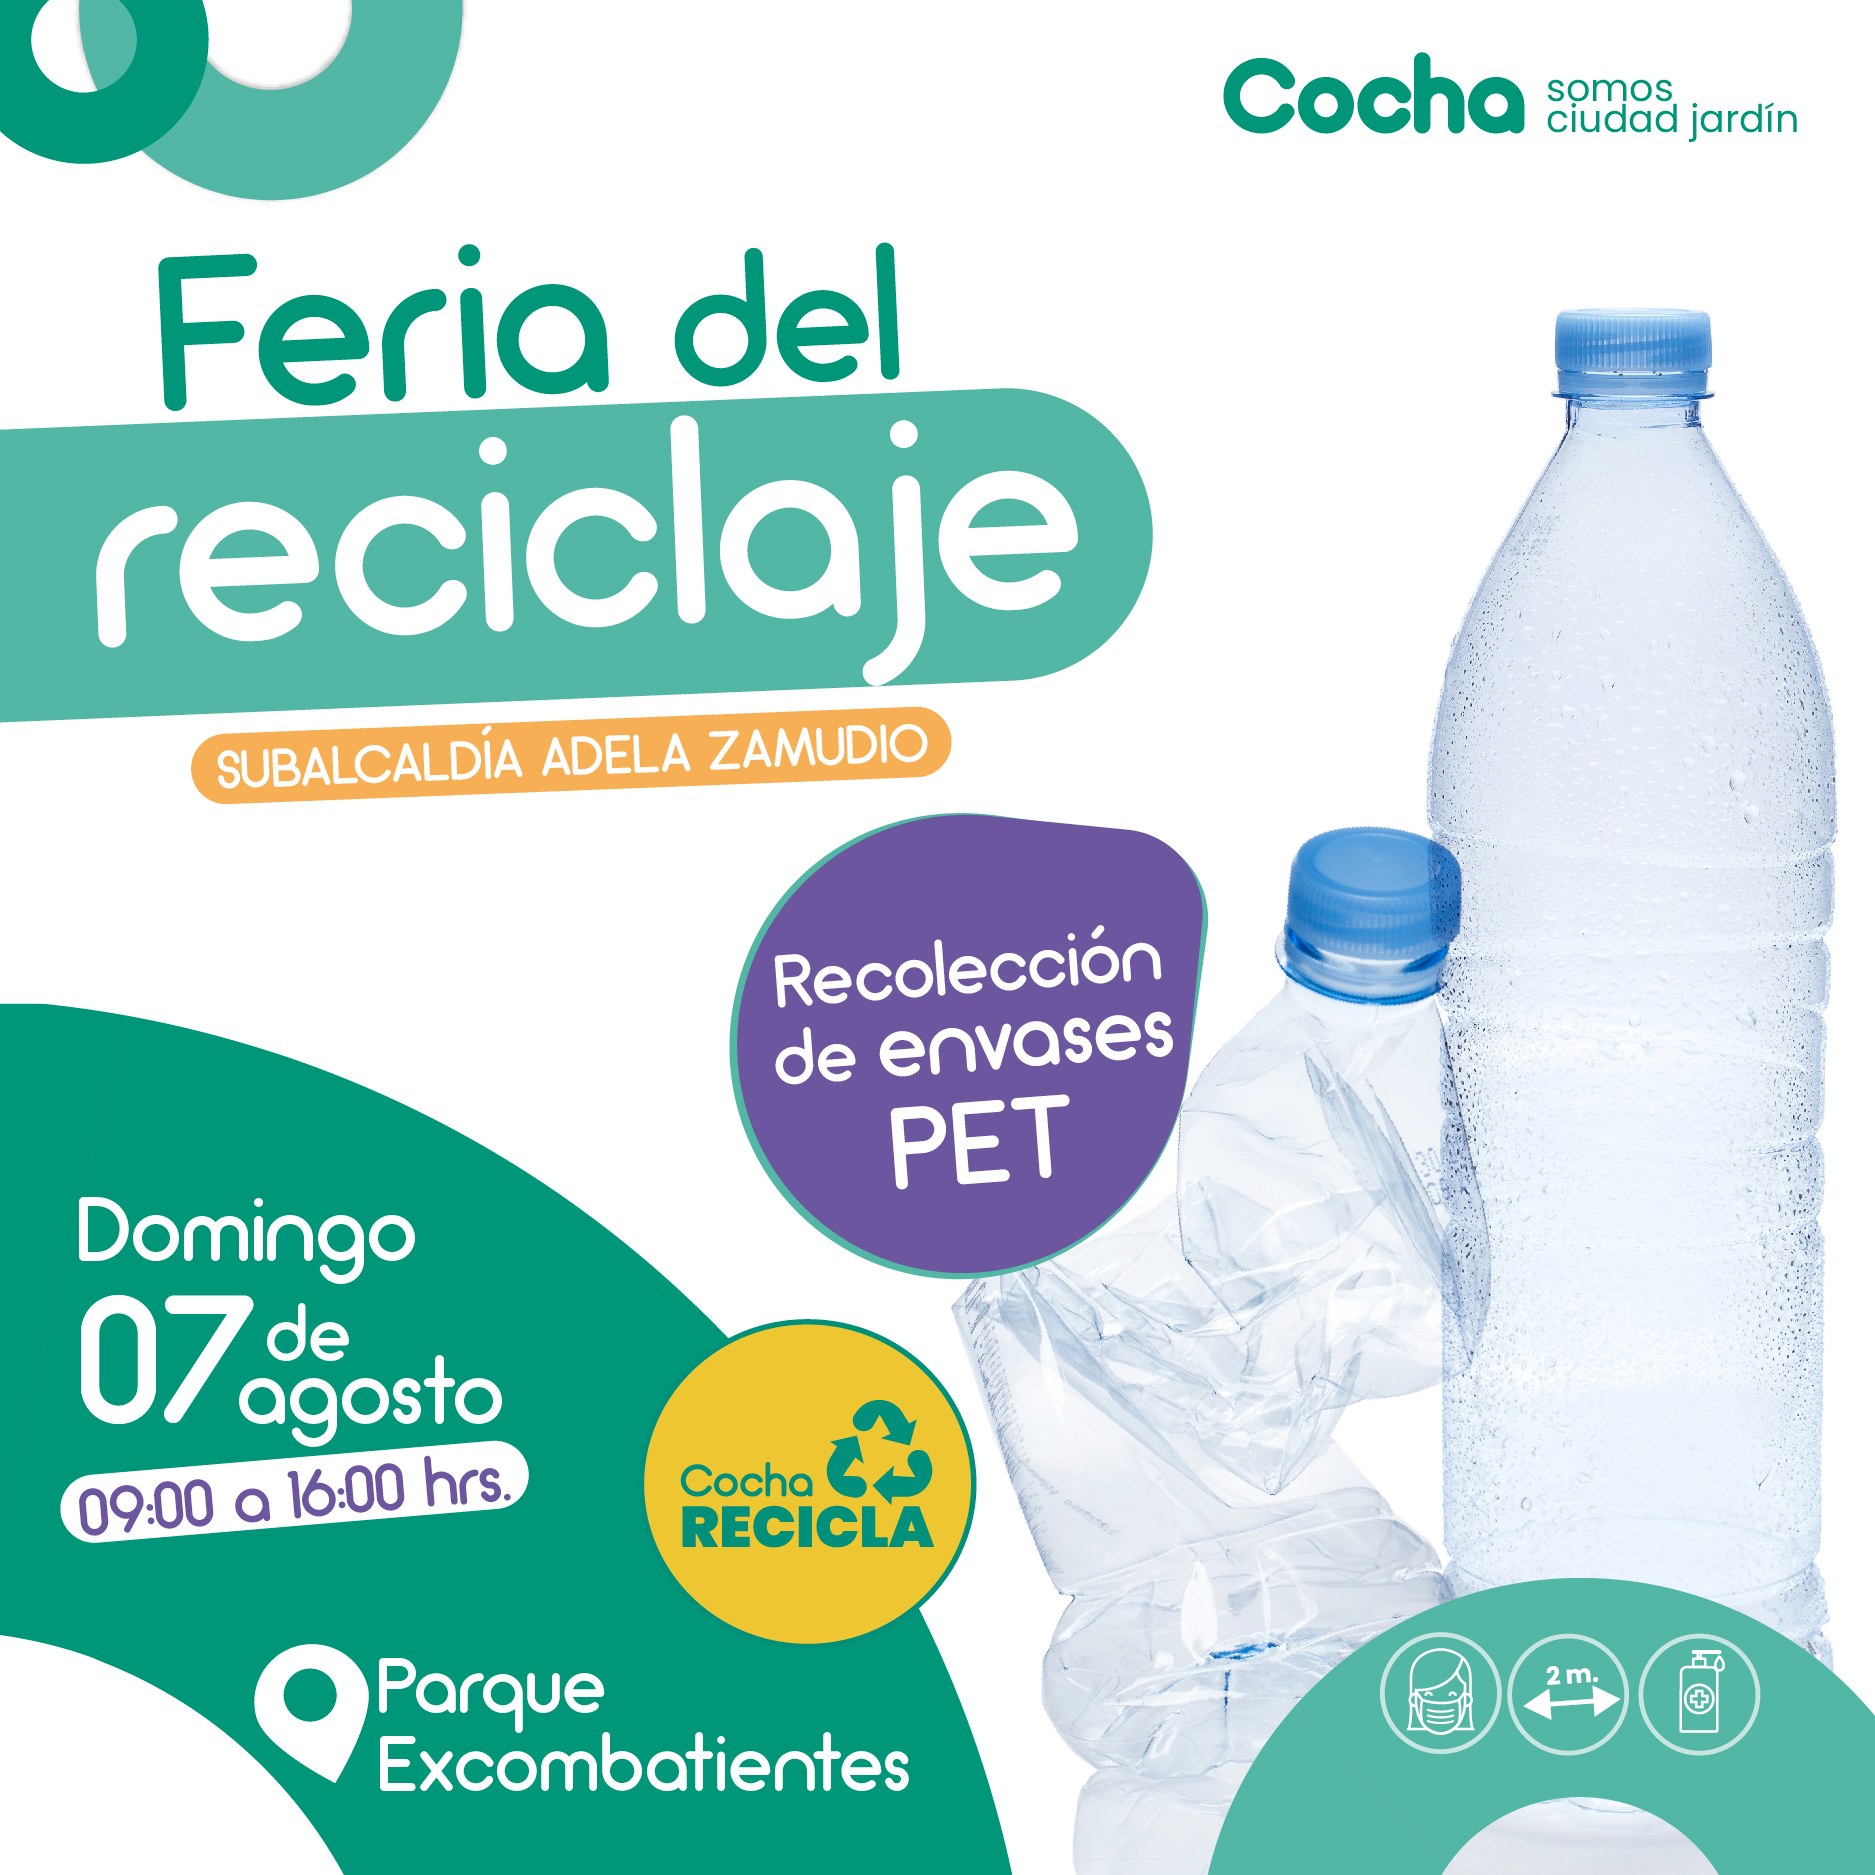 Cocha somos
ciudad jardín
Feria del
reciclaje
SUBALCALDÍA ADELA ZAMUDIO
Recolección
de envases
PET
Domingo
07 de
agosto
09:00 a 16:00 hrs.
Cocha
RECICLA
Parque
Excombatientes
2 m.